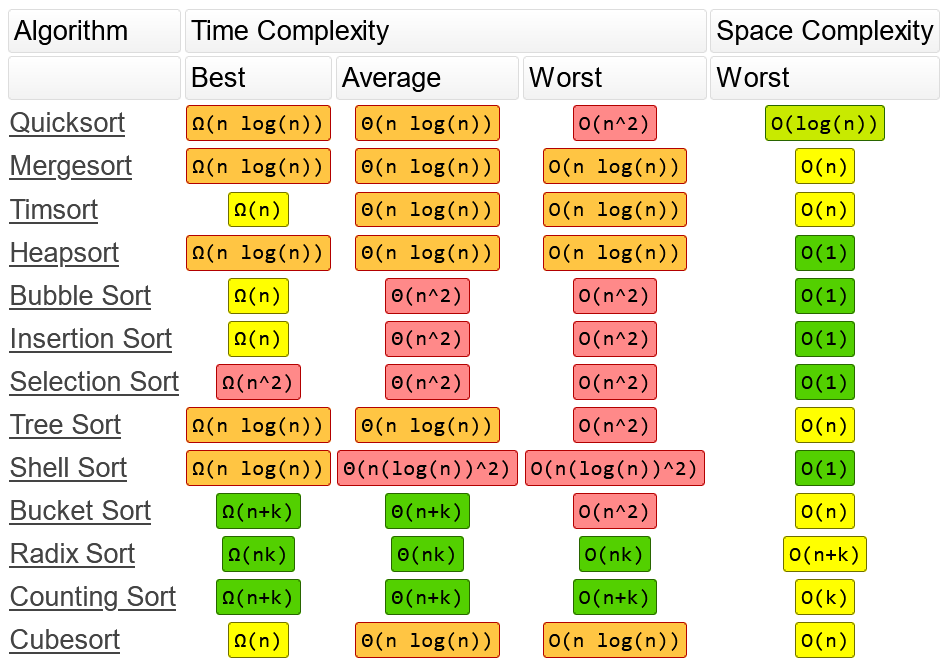 Algorithm Time Complexity Space Complexity
Best Average Worst Worst
Quicksort Ω(n log(n)) Θ(n log(n)) O(n^2) O(log(n))
Mergesort Ω(n log(n)) Θ(n log(n)) O(n log(n)) O(n)
Timsort Ω(n) Θ(n log(n)) O(n log(n)) O(n)
Heapsort Ω(n log(n)) Θ(n log(n)) O(n log(n)) O(1)
Bubble Sort Ω(n) Θ(n^2) O(n^2) O(1)
Insertion Sort Ω(n) Θ(n^2) O(n^2) O(1)
Selection Sort Ω(n^2) Θ(n^2) O(n^2) O(1)
Tree Sort Ω(n log(n)) Θ(n log(n)) O(n^2) O(n)
Shell Sort Ω(n log(n)) Θ(n(log(n))^2) O(n(log(n))^2) O(1)
Bucket Sort Ω(n+k) Θ(n+k) O(n^2) O(n)
Radix Sort Ω(nk) Θ(nk) O(nk) O(n+k)
Counting Sort Ω(n+k) Θ(n+k) O(n+k) O(k)
Cubesort Ω(n) Θ(n log(n)) O(n log(n)) O(n)